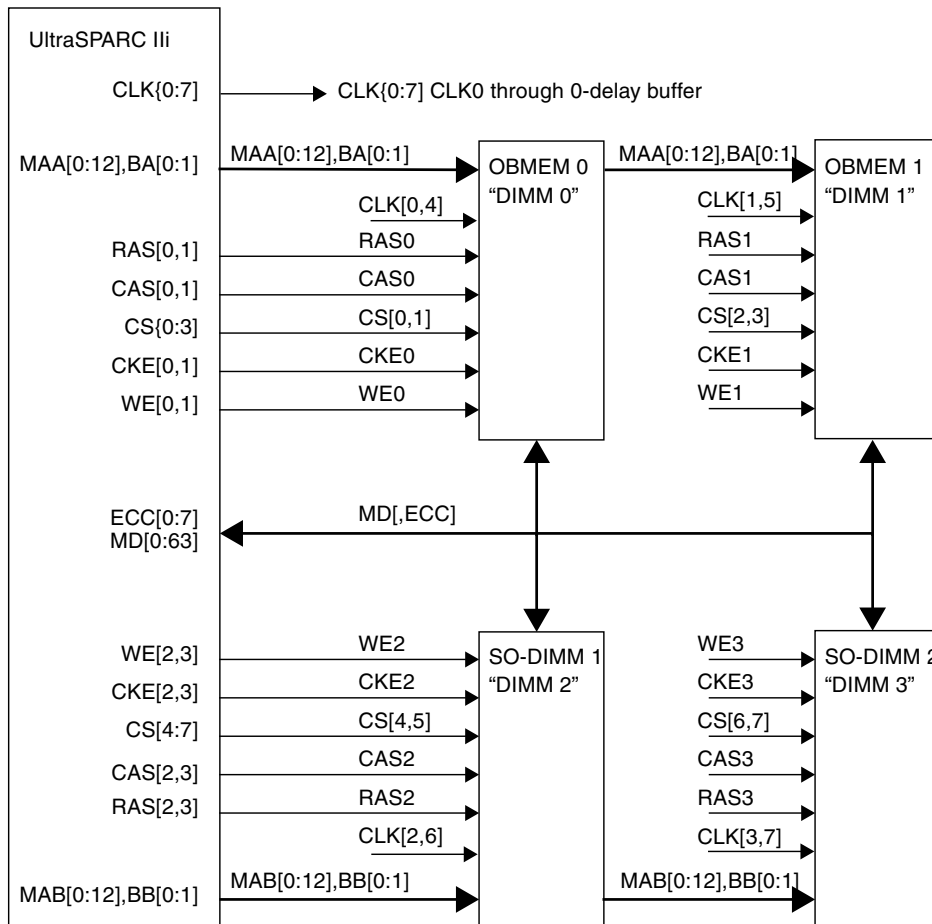 UltraSPARC IIi
CLK{0:7]
CLK{0:7] CLK0 through 0-delay buffer
MAA[0:12],BA[0:1]
MAA[0:12],BA[0:1]
OBMEM 0
“DIMM 0”
MAA[0:12],BA[0:1]
OBMEM 1
“DIMM 1”
CLK[0,4]
CLK[1,5]
RAS[0,1]
RAS0
RAS1
CAS[0,1]
CAS0
CAS1
CS{0:3]
CS[0,1]
CS[2,3]
CKE[0,1]
CKE0
CKE1
WE[0,1]
WE0
WE1
ECC[0:7]
MD[0:63]
MD[,ECC]
WE[2,3]
WE2
SO-DIMM 1
“DIMM 2”
WE3
SO-DIMM 2
“DIMM 3”
CKE[2,3]
CKE2
CKE3
CS[4:7]
CS[4,5]
CS[6,7]
CAS[2,3]
CAS2
CAS3
RAS[2,3]
RAS2
RAS3
CLK[2,6]
CLK[3,7]
MAB[0:12],BB[0:1]
MAB[0:12],BB[0:1]
MAB[0:12],BB[0:1]